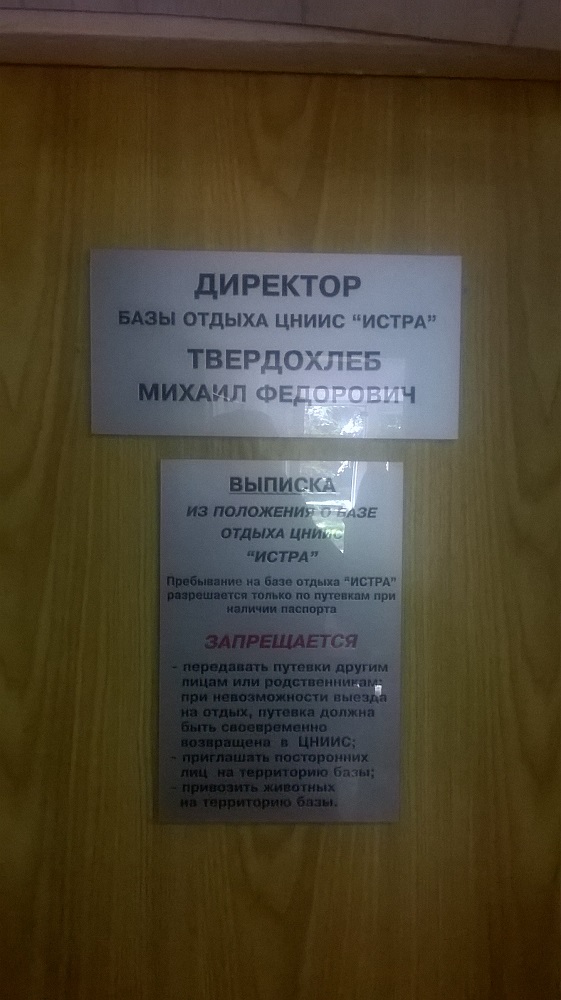 ДИРЕКТОР
БАЗЫ ОТДЫХА ЦНИИС “ИСТРА”
ТВЕРДОХЛЕБ
МИХАИЛ ФЕДОРОВИЧ
ВЫПИСКА
ИЗ ПОЛОЖЕНИЯ О БАЗЕ
ОТДЫХА ЦНИИС
“ИСТРА”
Пребывание на базе отдыха “ИСТРА”
разрешается только по путевкам при
наличии паспорта
ЗАПРЕЩАЕТСЯ
- передавать путевки другим
лицам или родственникам;
при невозможности выезда
на отдых, путевка должна
быть своевременно
возвращена в ЦНИИС;
- приглашать посторонних
лиц на территорию базы;
- привозить животных
на территорию базы.